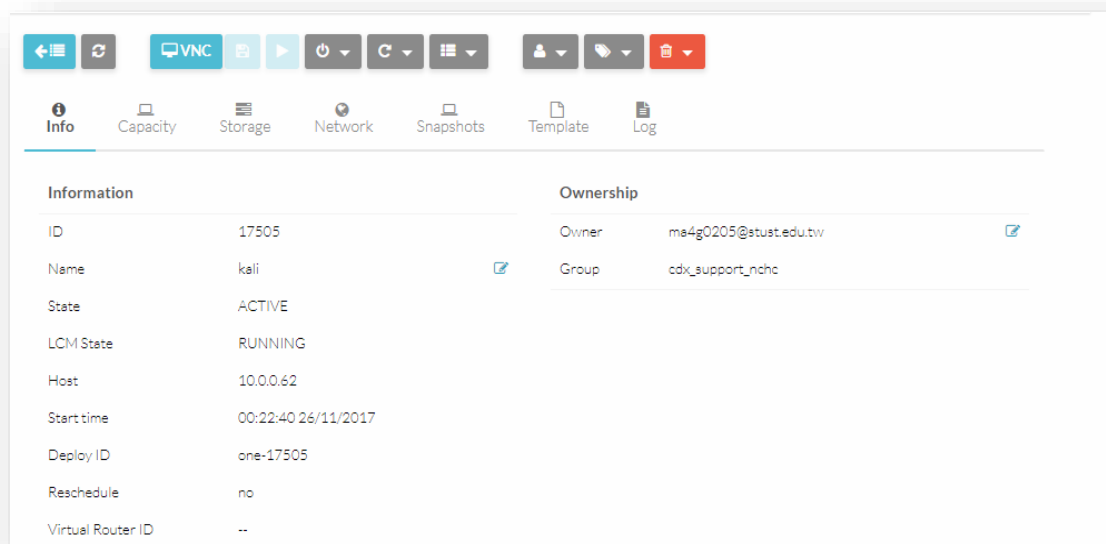 VNC
Info Capacity Storage Network Snapshots Template Log
Information
ID 17505
Name kali
State ACTIVE
LCM State RUNNING
Host 10.0.0.62
Start time 00:22:40 26/11/2017
Deploy ID one-17505
Reschedule no
Virtual Router ID --
Ownership
Owner ma4g0205@stust.edu.tw
Group cdx_support_nchc